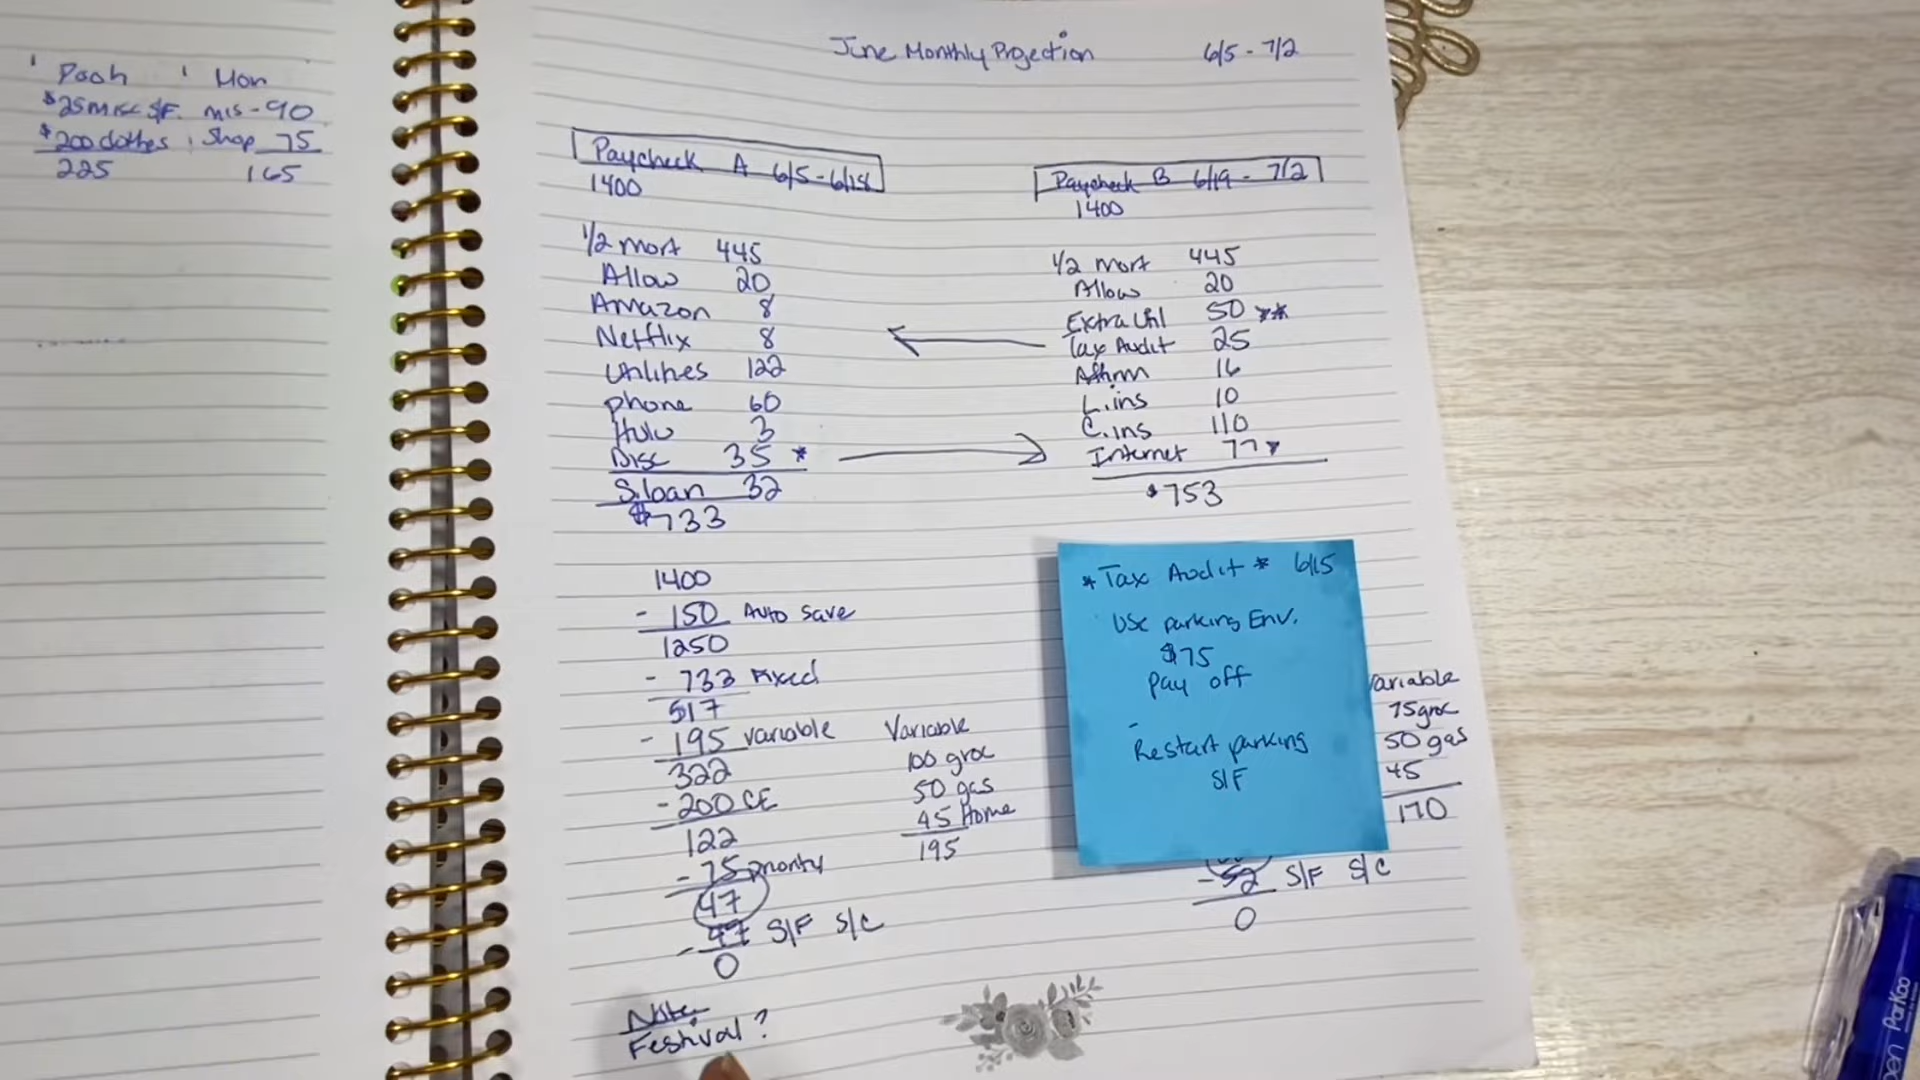 Pooh Mon
$25 misc S/F. mis - 90
$200 clothes Shop 75
225 165
June Monthly Projection 6/5 - 7/2
Paycheck A 6/5 - 6/18
1400
1/2 mort 445
Allow 20
Amazon 8
Netflix 8
Utilities 122
phone 60
Hulu 3
Disc 35 *
S.loan 32
$733
1400
- 150 Auto save
1250
- 733 Fixed
517
- 195 variable
322
- 200 CE
122
- 75 priority
47
- 47 S/F S/C
0
Variable
100 groc
50 gas
45 Home
195
Note:
Festival?
Paycheck B 6/19 - 7/2
1400
1/2 mort 445
Allow 20
Extra Util 50 **
Tax Audit 25
Affirm 16
L.ins 10
C.ins 110
Internet 77 *
$753
* Tax Audit * 6/15
Use parking Env.
$75
Pay off
-
Restart parking
S/F
variable
75 groc
50 gas
45
170
- 52 S/F S/C
0
ParKoo